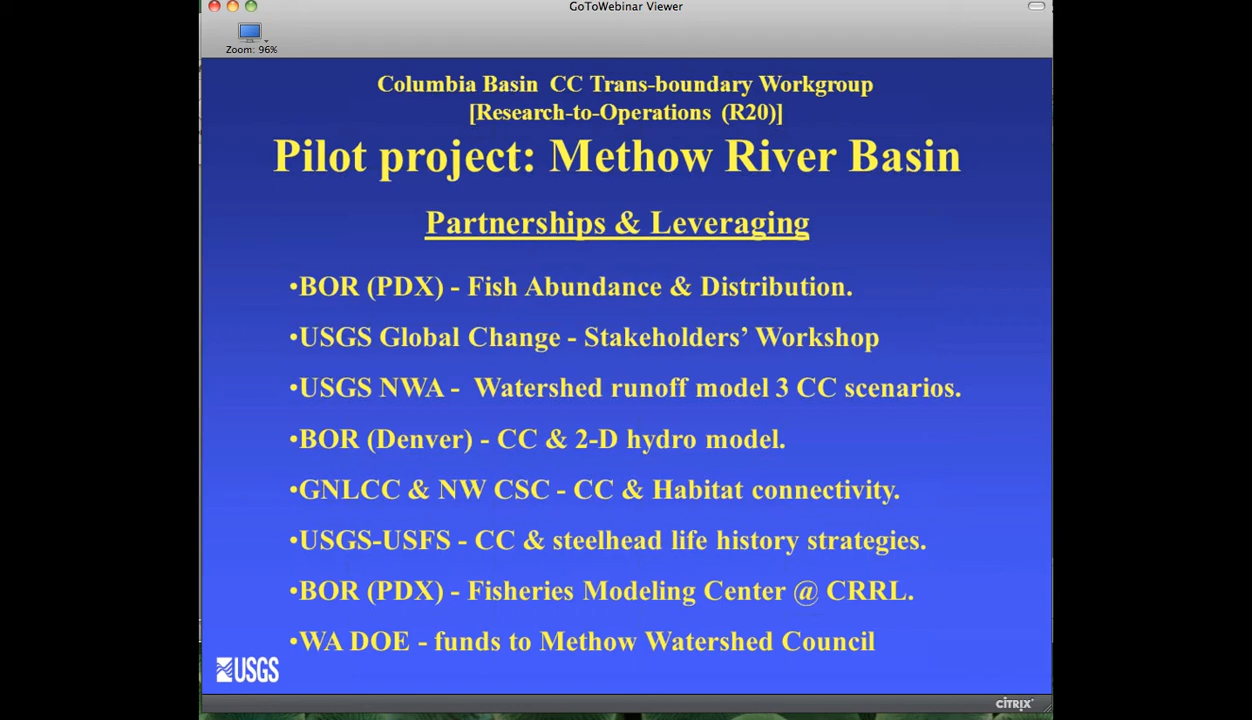 GoToWebinar Viewer
Zoom: 96%
Columbia Basin CC Trans-boundary Workgroup
[Research-to-Operations (R20)]
Pilot project: Methow River Basin
Partnerships & Leveraging
•BOR (PDX) - Fish Abundance & Distribution.
•USGS Global Change - Stakeholders’ Workshop
•USGS NWA - Watershed runoff model 3 CC scenarios.
•BOR (Denver) - CC & 2-D hydro model.
•GNLCC & NW CSC - CC & Habitat connectivity.
•USGS-USFS - CC & steelhead life history strategies.
•BOR (PDX) - Fisheries Modeling Center @ CRRL.
•WA DOE - funds to Methow Watershed Council
USGS
CITRIX